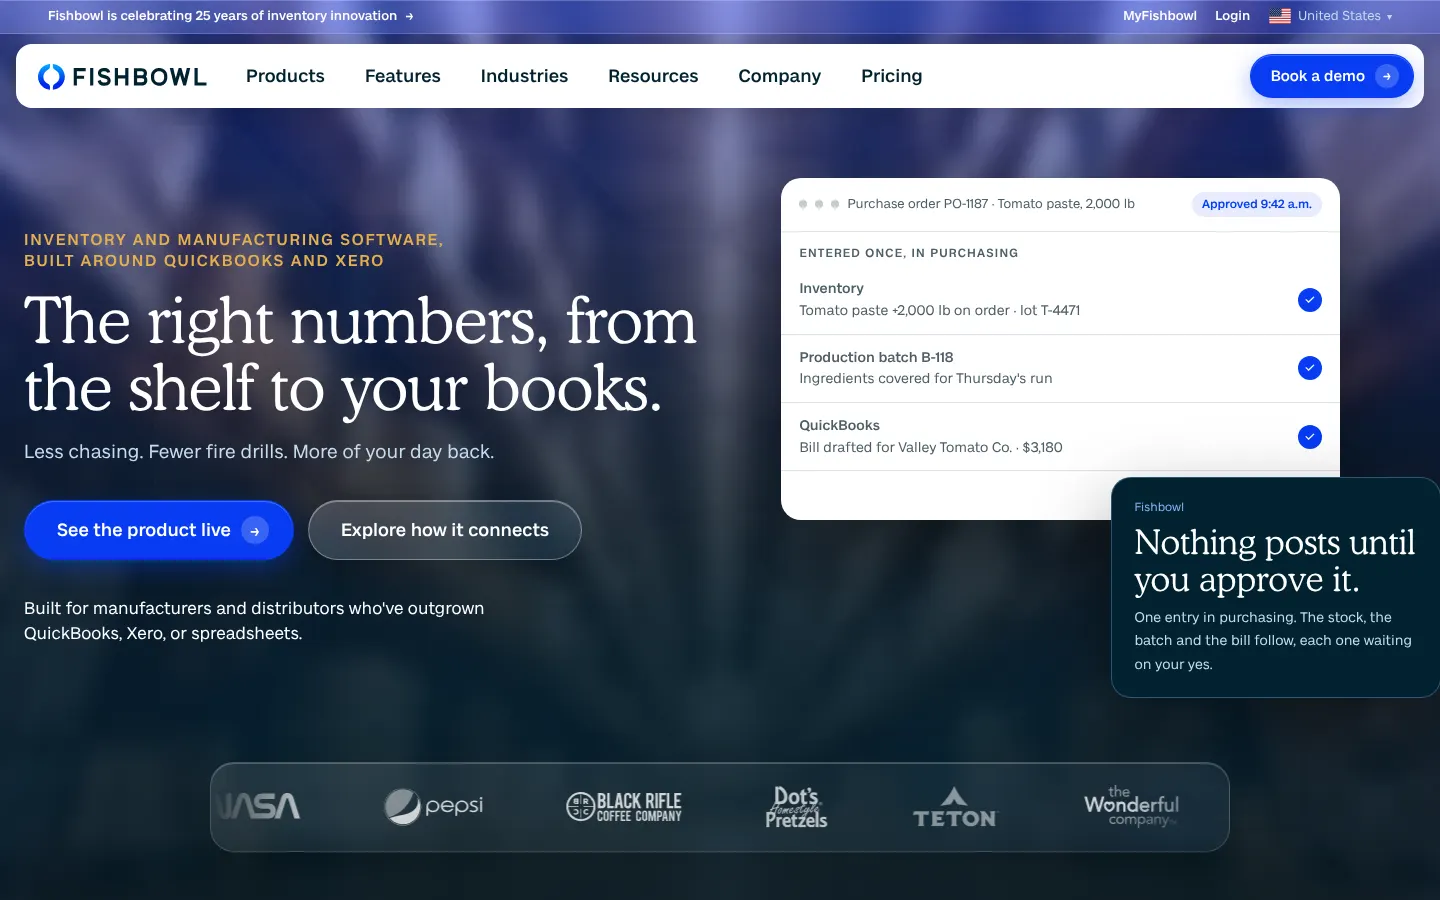 Fishbowl is celebrating 25 years of inventory innovation →
MyFishbowl Login United States ▾
FISHBOWL Products Features Industries Resources Company Pricing Book a demo →
INVENTORY AND MANUFACTURING SOFTWARE,
BUILT AROUND QUICKBOOKS AND XERO
The right numbers, from
the shelf to your books.
Less chasing. Fewer fire drills. More of your day back.
See the product live → Explore how it connects
Built for manufacturers and distributors who've outgrown
QuickBooks, Xero, or spreadsheets.
Purchase order PO-1187 · Tomato paste, 2,000 lb Approved 9:42 a.m.
ENTERED ONCE, IN PURCHASING
Inventory
Tomato paste +2,000 lb on order · lot T-4471
Production batch B-118
Ingredients covered for Thursday's run
QuickBooks
Bill drafted for Valley Tomato Co. · $3,180
Fishbowl
Nothing posts until
you approve it.
One entry in purchasing. The stock, the
batch and the bill follow, each one waiting
on your yes.
NASA
pepsi
BRCC BLACK RIFLE
COFFEE COMPANY
Dot's
Homestyle
Pretzels
TETON
the
Wonderful
company